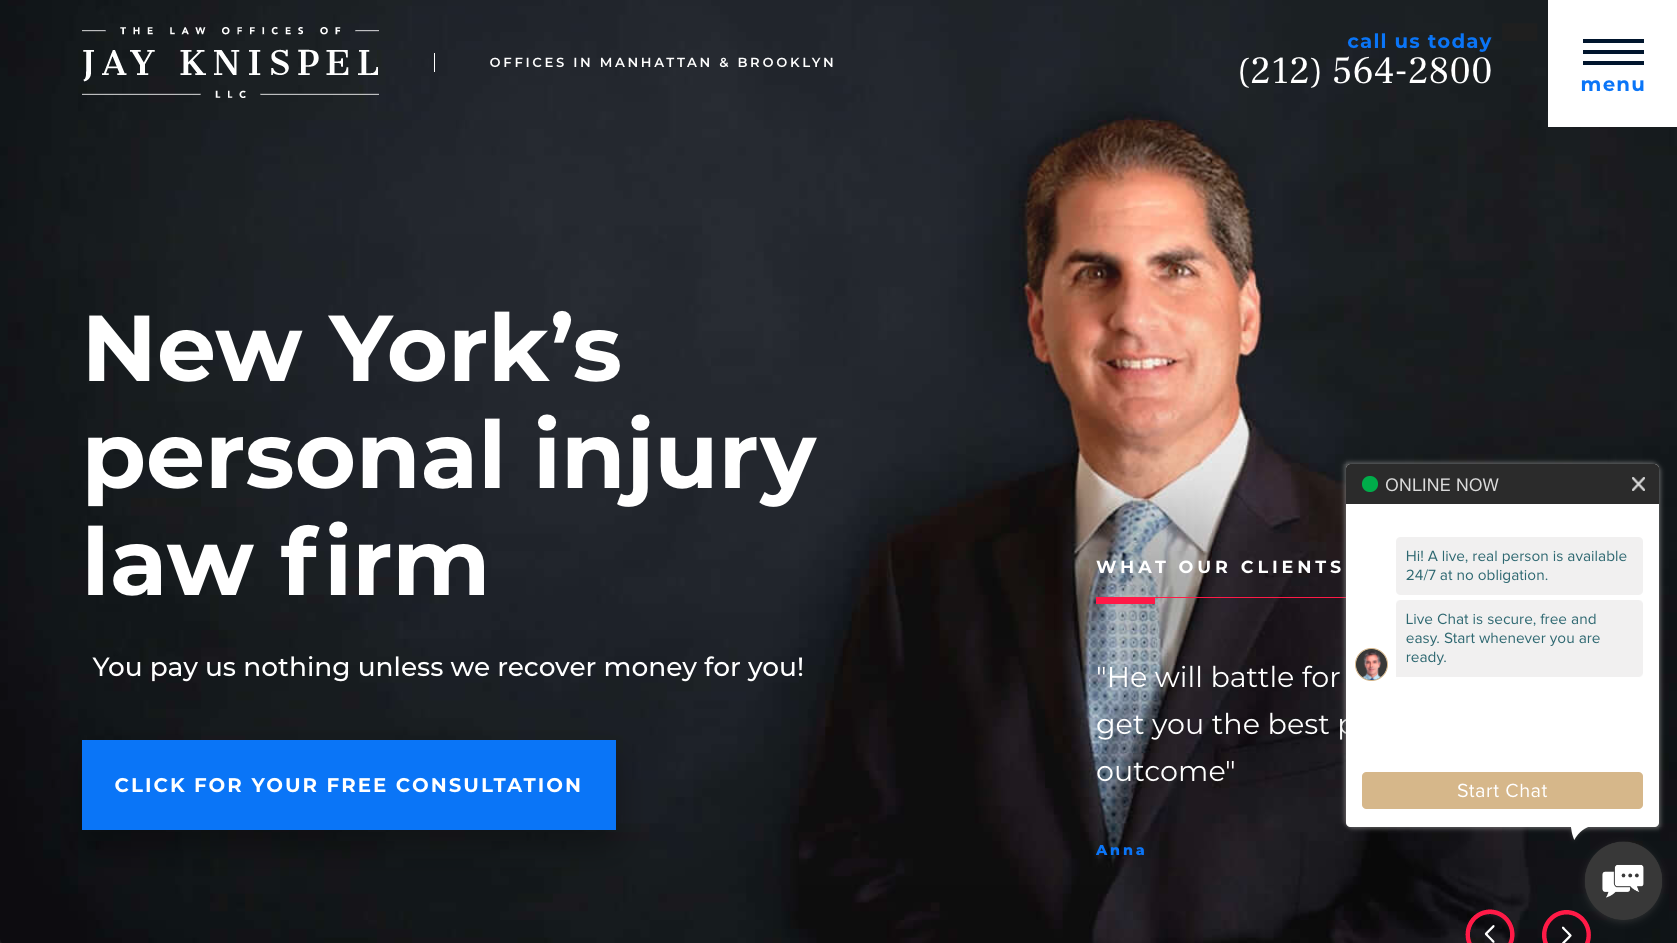 THE LAW OFFICES OF
JAY KNISPEL
LLC
OFFICES IN MANHATTAN & BROOKLYN
call us today
(212) 564-2800
menu
New York’s
personal injury
law firm
You pay us nothing unless we recover money for you!
CLICK FOR YOUR FREE CONSULTATION
WHAT OUR CLIENTS
"He will battle for
get you the best
outcome"
Anna
ONLINE NOW
Hi! A live, real person is available
24/7 at no obligation.
Live Chat is secure, free and
easy. Start whenever you are
ready.
Start Chat